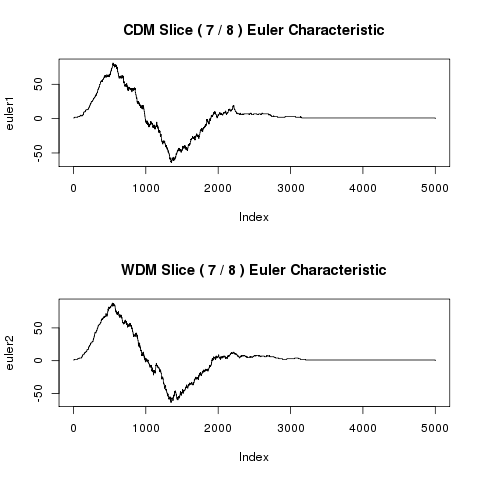 CDM Slice ( 7 / 8 ) Euler Characteristic
euler1
50
0
-50
0 1000 2000 3000 4000 5000
Index
WDM Slice ( 7 / 8 ) Euler Characteristic
euler2
50
0
-50
0 1000 2000 3000 4000 5000
Index